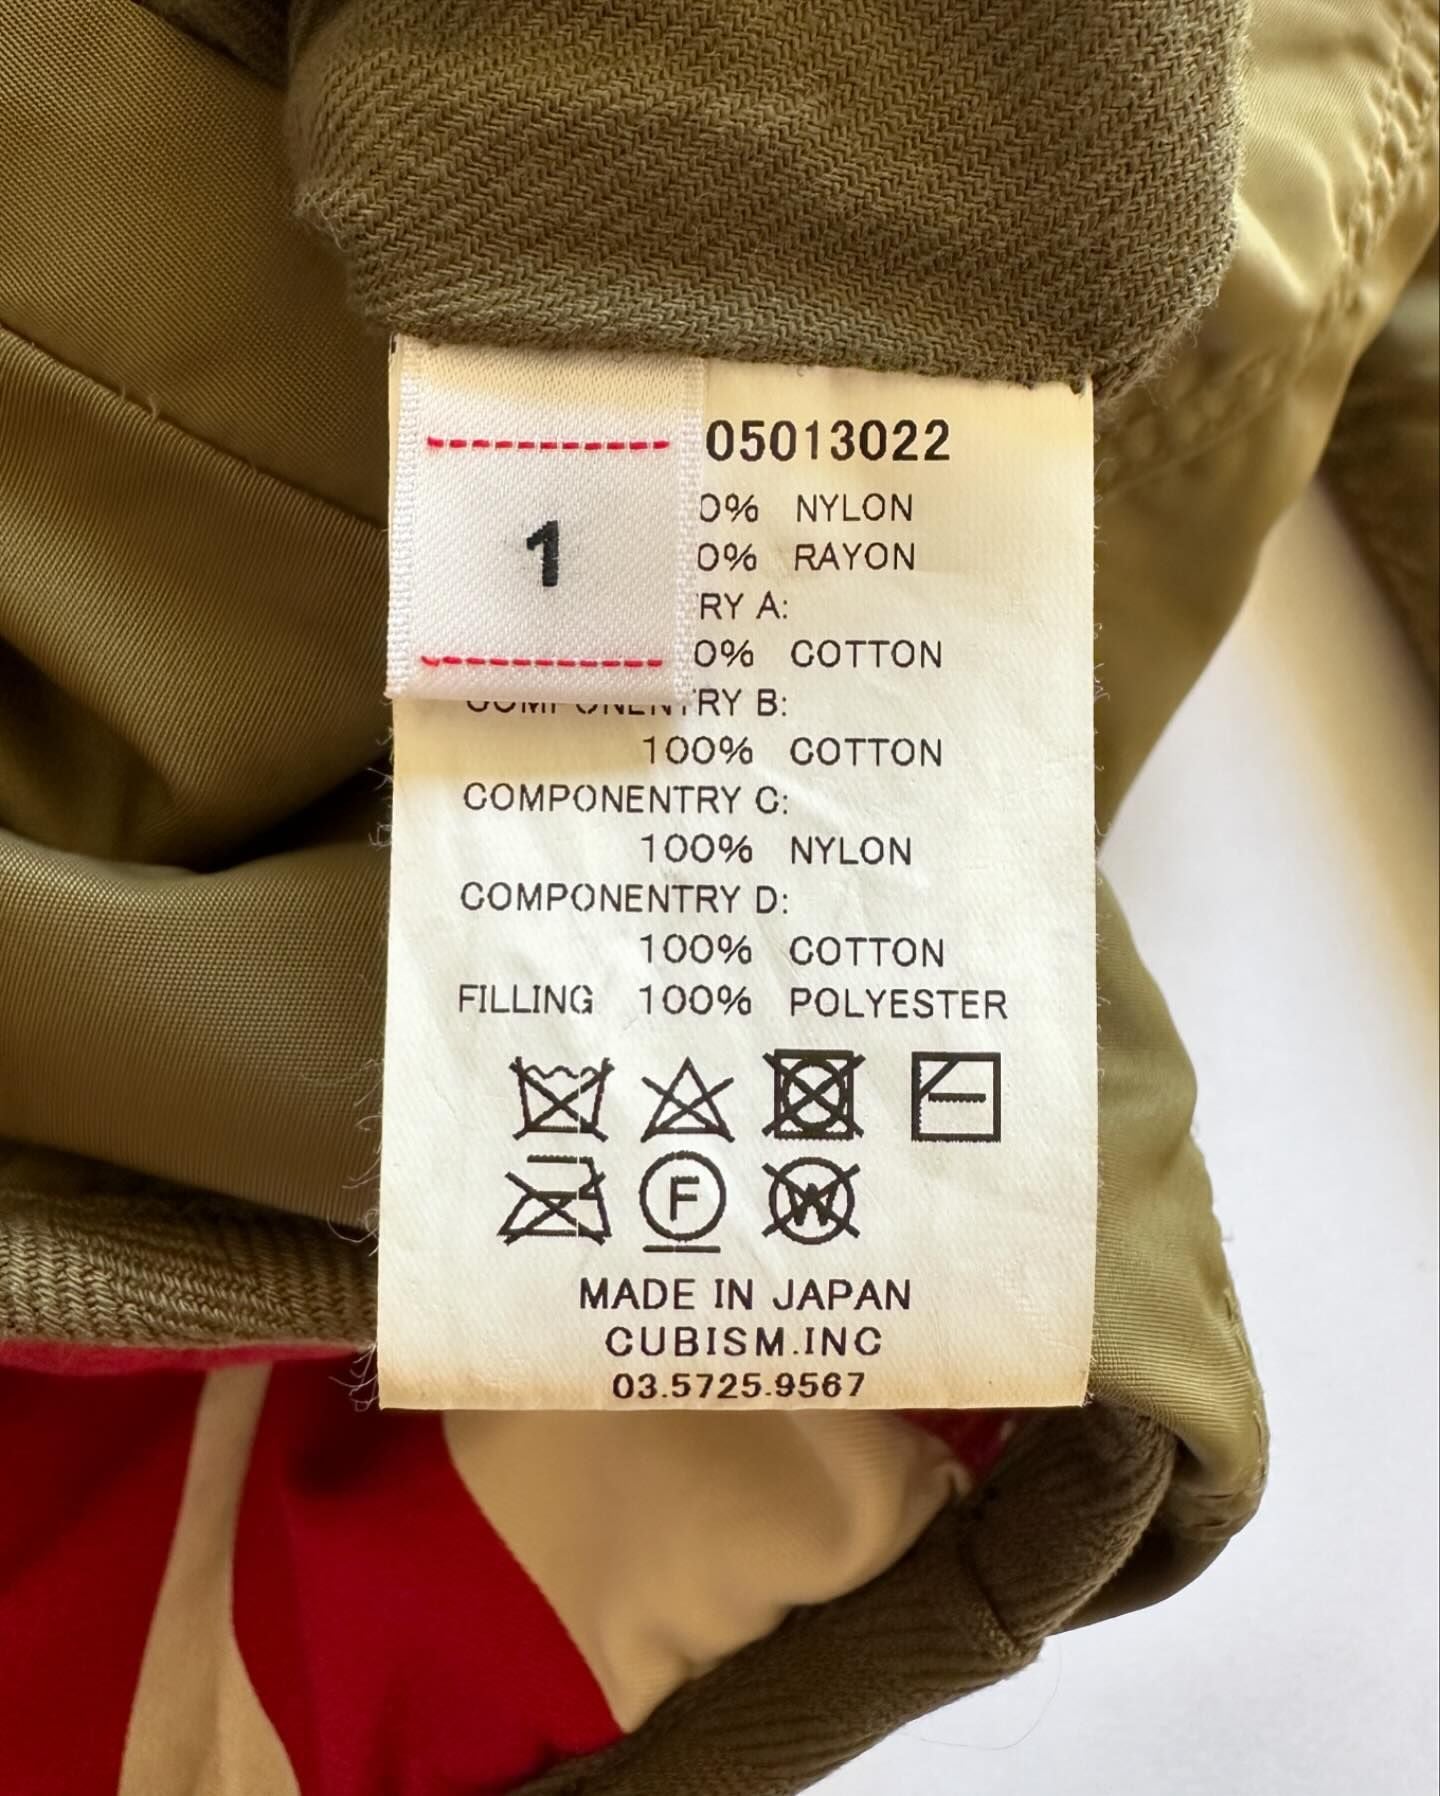 1
05013022
0% NYLON
0% RAYON
RY A:
0% COTTON
COMPONENTRY B:
100% COTTON
COMPONENTRY C:
100% NYLON
COMPONENTRY D:
100% COTTON
FILLING 100% POLYESTER
F
W
MADE IN JAPAN
CUBISM.INC
03.5725.9567